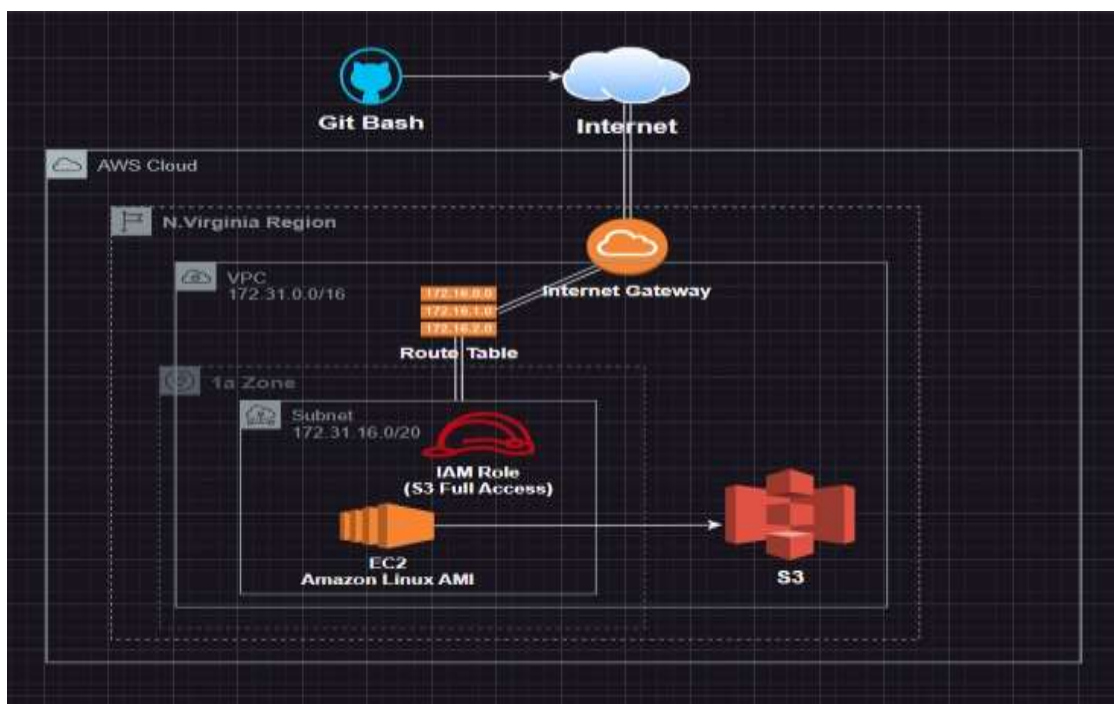 Git Bash
Internet
AWS Cloud
N.Virginia Region
VPC
172.31.0.0/16
172.16.0.0
172.16.1.0
172.16.2.0
Internet Gateway
Route Table
1a Zone
Subnet
172.31.16.0/20
IAM Role
(S3 Full Access)
EC2
Amazon Linux AMI
S3